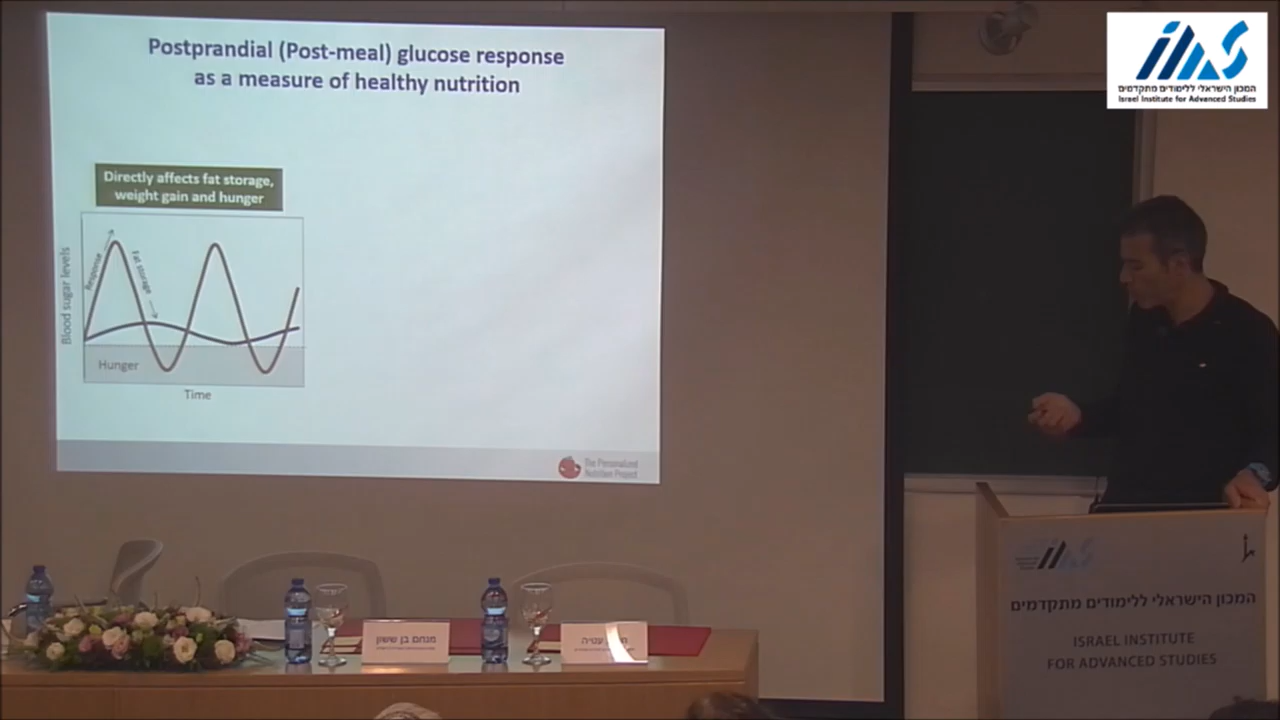 Postprandial (Post-meal) glucose response
as a measure of healthy nutrition
Directly affects fat storage,
weight gain and hunger
Blood sugar levels
Response
Fat storage
Hunger
Time
The Personalized
Nutrition Project
המכון הישראלי ללימודים מתקדמים
Israel Institute for Advanced Studies
מנחם בן ששון
עטיה
המכון הישראלי ללימודים מתקדמים
ISRAEL INSTITUTE
FOR ADVANCED STUDIES